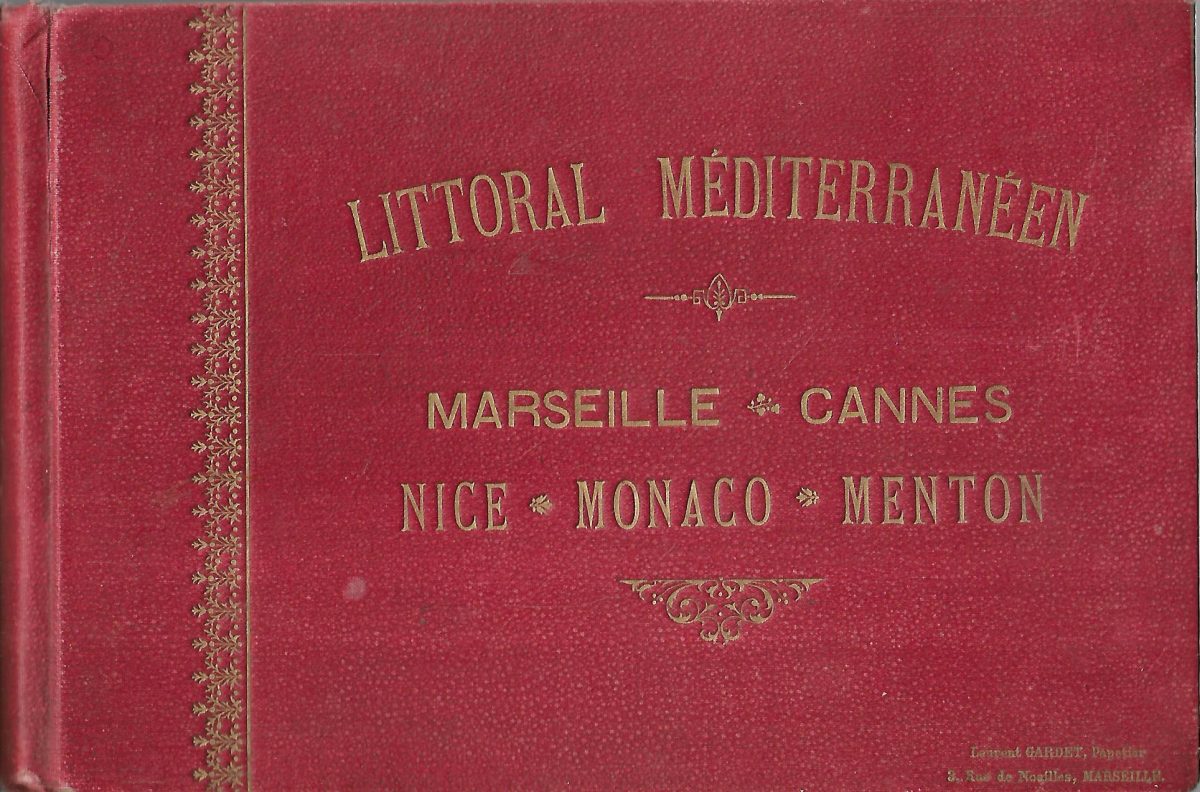 LITTORAL MÉDITERRANÉEN
MARSEILLE CANNES
NICE MONACO MENTON
Laurent GARDET, Papetier
3, Rue de Noailles, MARSEILLE.